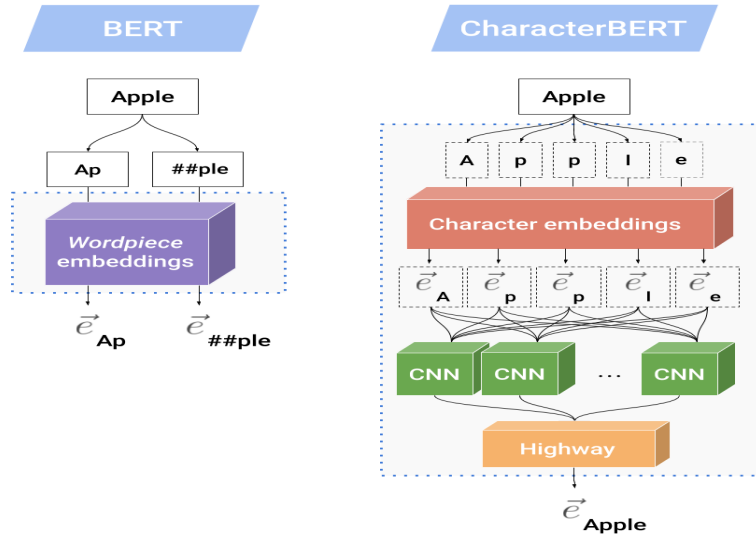 BERT
CharacterBERT
Apple
Ap
##ple
Wordpiece
embeddings
e⃗ Ap
e⃗ ##ple
Apple
A p p l e
Character embeddings
e⃗ A e⃗ p e⃗ p e⃗ l e⃗ e
CNN CNN ... CNN
Highway
e⃗ Apple